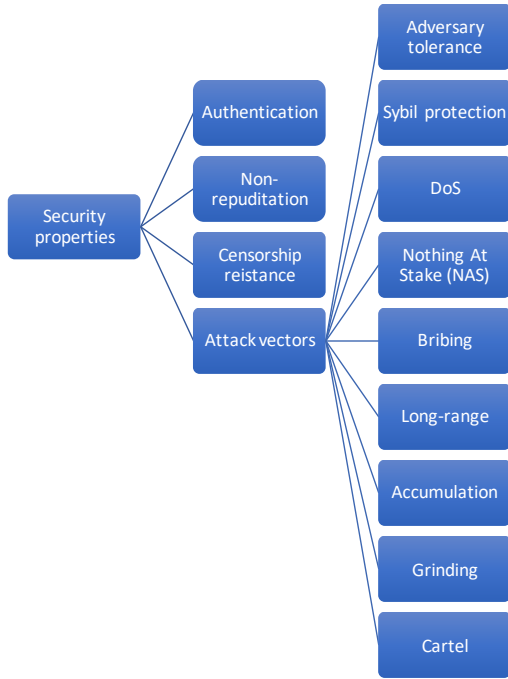 Security
properties
Authentication
Non-
repuditation
Censorship
reistance
Attack vectors
Adversary
tolerance
Sybil protection
DoS
Nothing At
Stake (NAS)
Bribing
Long-range
Accumulation
Grinding
Cartel